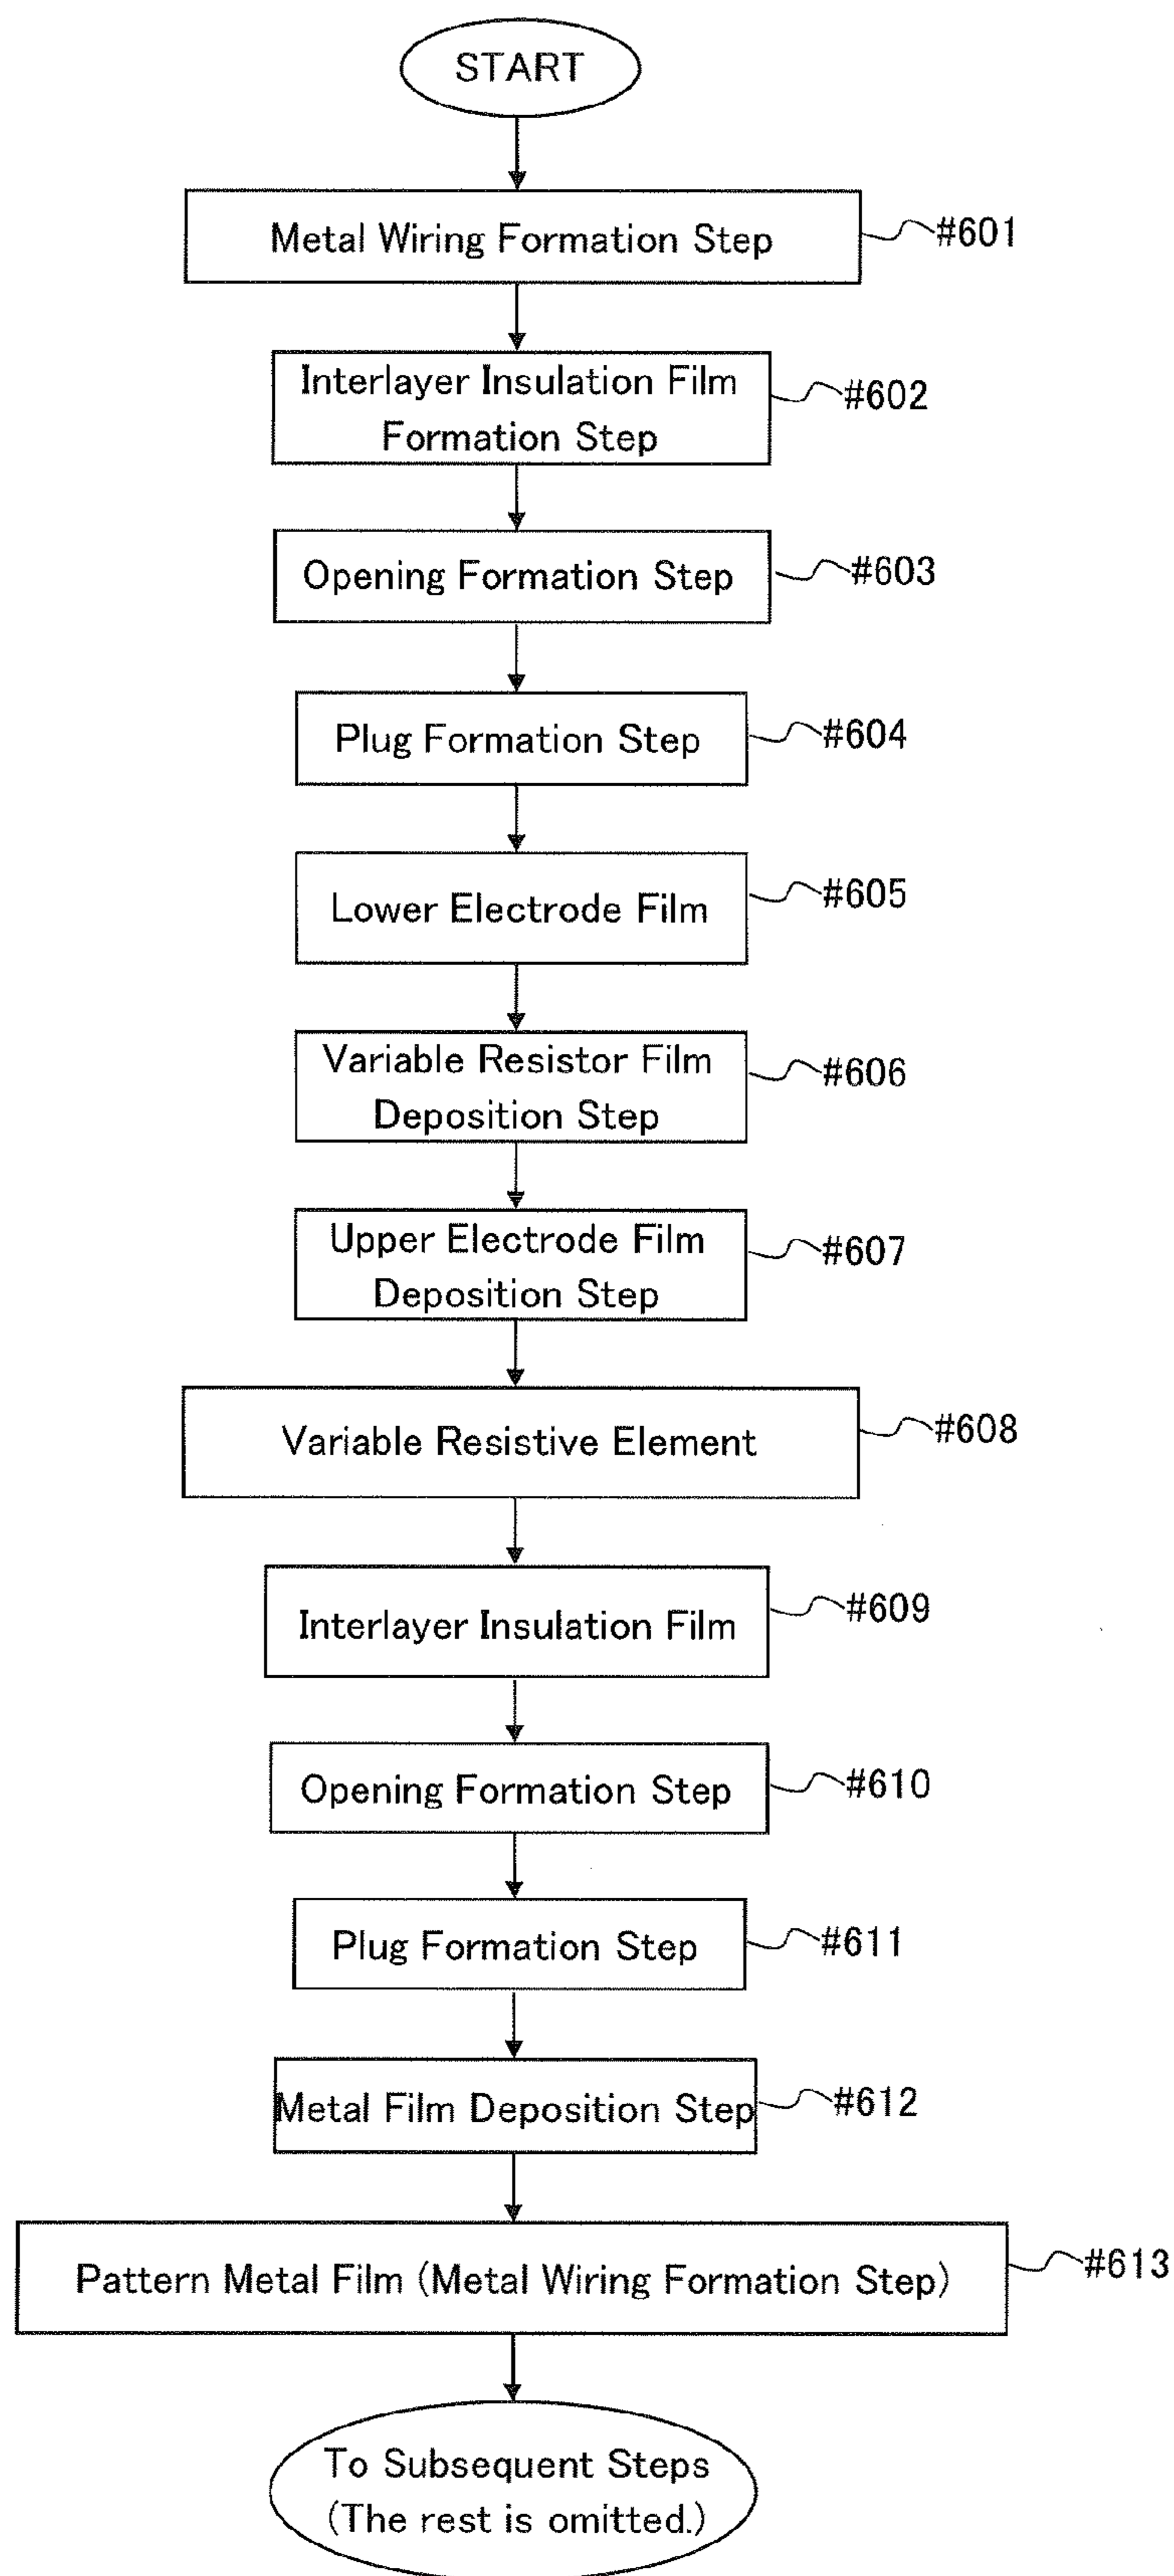 START
Metal Wiring Formation Step
#601
Interlayer Insulation Film
Formation Step
#602
Opening Formation Step
#603
Plug Formation Step
#604
Lower Electrode Film
#605
Variable Resistor Film
Deposition Step
#606
Upper Electrode Film
Deposition Step
#607
Variable Resistive Element
#608
Interlayer Insulation Film
#609
Opening Formation Step
#610
Plug Formation Step
#611
Metal Film Deposition Step
#612
Pattern Metal Film (Metal Wiring Formation Step)
#613
To Subsequent Steps
(The rest is omitted.)